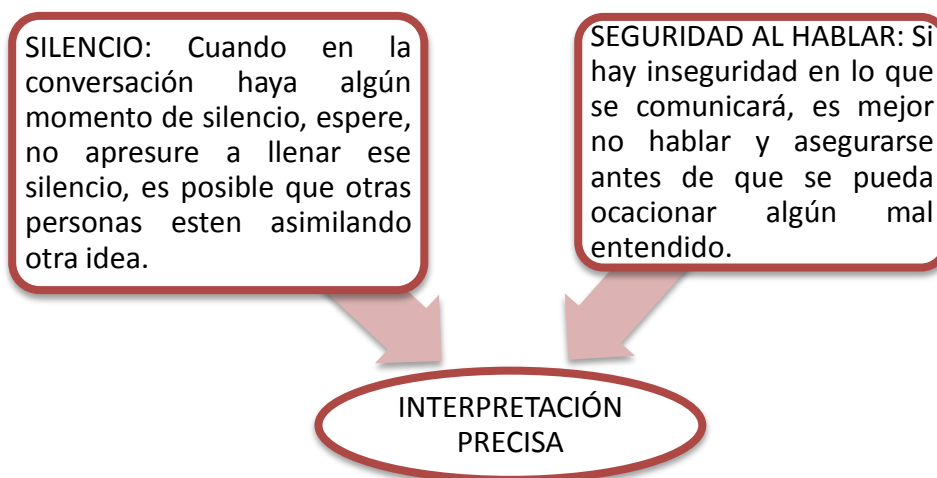 SILENCIO: Cuando en la
conversación haya algún
momento de silencio, espere,
no apresure a llenar ese
silencio, es posible que otras
personas esten asimilando
otra idea.
SEGURIDAD AL HABLAR: Si
hay inseguridad en lo que
se comunicará, es mejor
no hablar y asegurarse
antes de que se pueda
ocacionar algún mal
entendido.
INTERPRETACIÓN
PRECISA